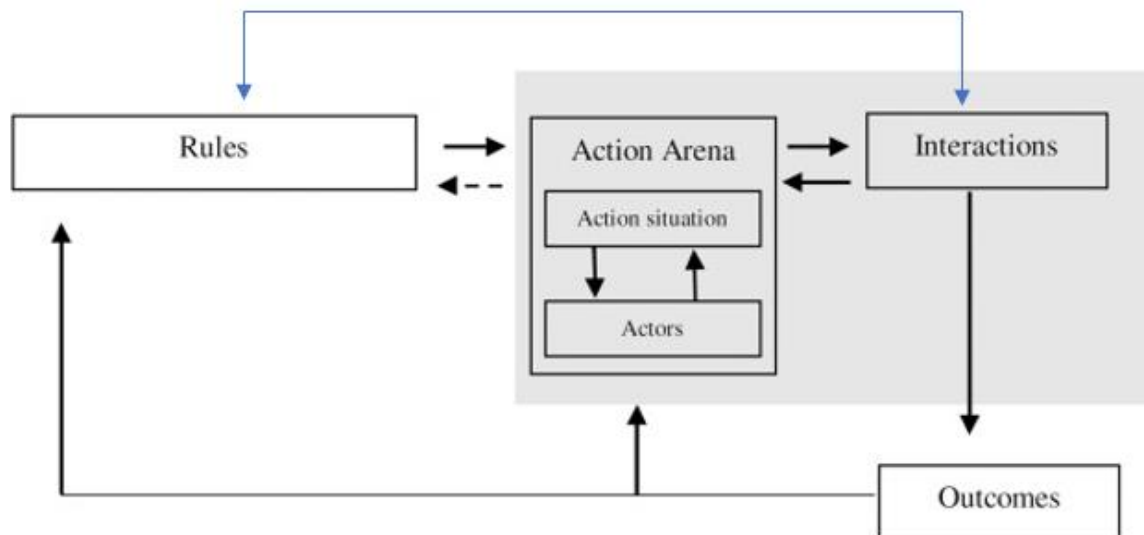 Rules
Action Arena
Interactions
Action situation
Actors
Outcomes